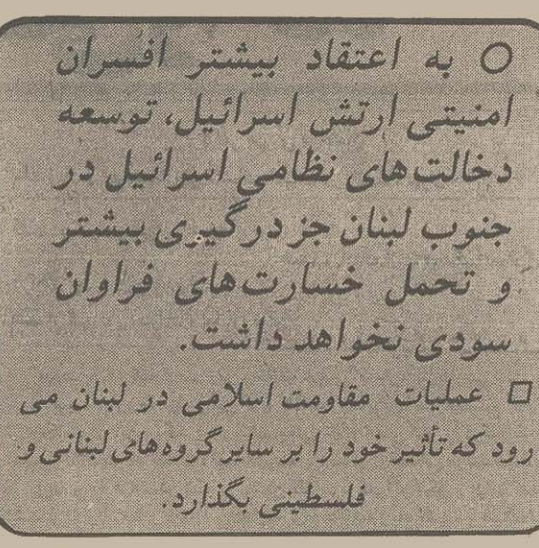 ○ به اعتقاد بیشتر افسران
امنیتی ارتش اسرائیل، توسعه
دخالت‌های نظامی اسرائیل در
جنوب لبنان جز درگیری بیشتر
و تحمل خسارت‌های فراوان
سودی نخواهد داشت.
□ عملیات مقاومت اسلامی در لبنان می
رود که تأثیر خود را بر سایر گروه‌های لبنانی و
فلسطینی بگذارد.